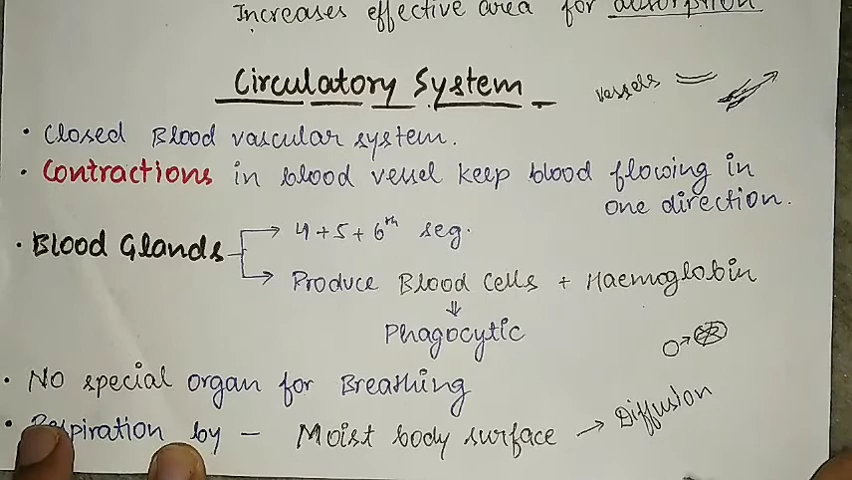 Increases effective area for absorption
Circulatory System
vessels
• Closed Blood vascular system.
• Contractions in blood vessel keep blood flowing in
one direction.
• Blood Glands → 4+5+6th seg.
→ Produce Blood Cells + Haemoglobin
⇓
Phagocytic
• No special organ for Breathing
• Respiration by - Moist body surface → Diffusion